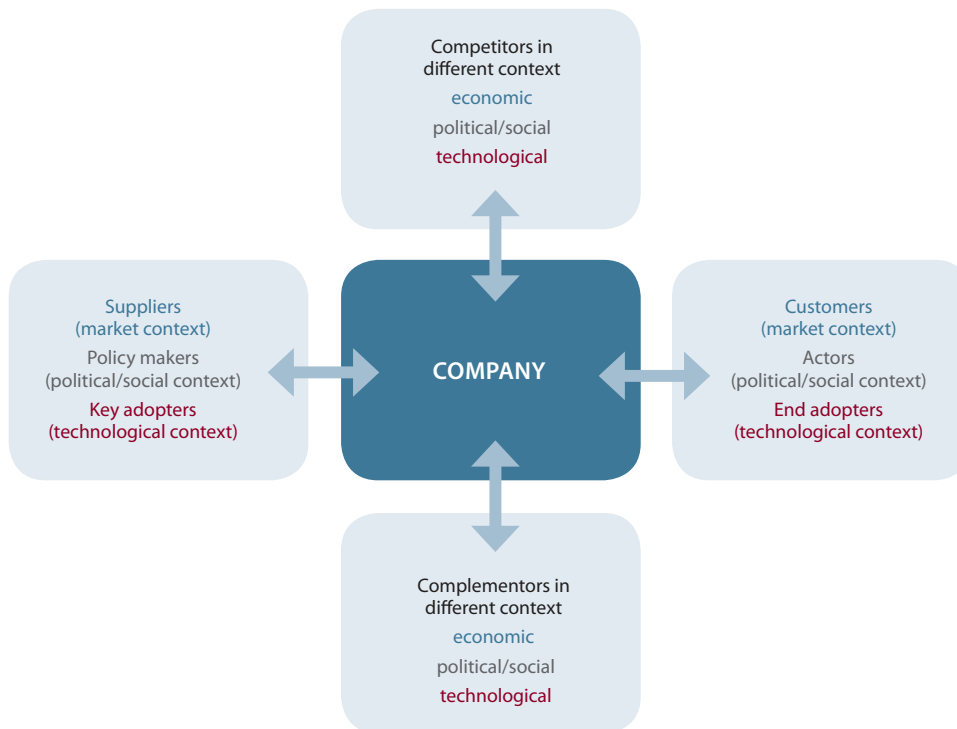 Competitors in
different context
economic
political/social
technological
Suppliers
(market context)
Policy makers
(political/social context)
Key adopters
(technological context)
COMPANY
Customers
(market context)
Actors
(political/social context)
End adopters
(technological context)
Complementors in
different context
economic
political/social
technological